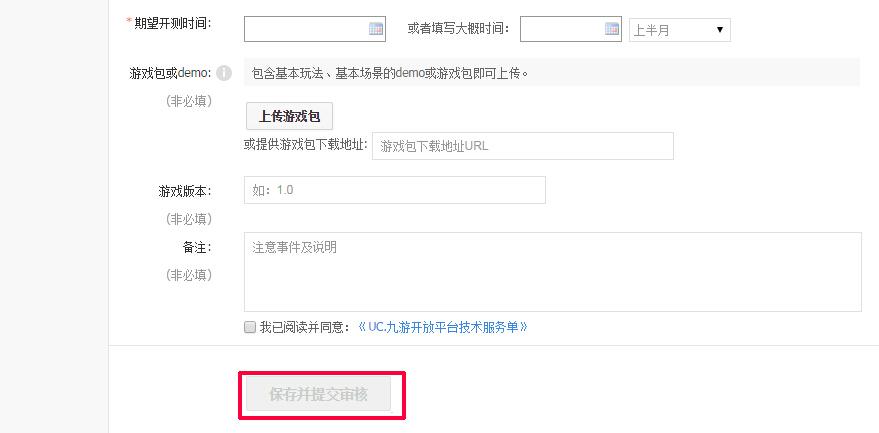 *期望开测时间： 或者填写大概时间： 上半月
游戏包或demo: 包含基本玩法、基本场景的demo或游戏包即可上传。
（非必填）
上传游戏包
或提供游戏包下载地址: 游戏包下载地址URL
游戏版本： 如：1.0
（非必填）
备注： 注意事件及说明
（非必填）
我已阅读并同意：《UC.九游开放平台技术服务单》
保存并提交审核